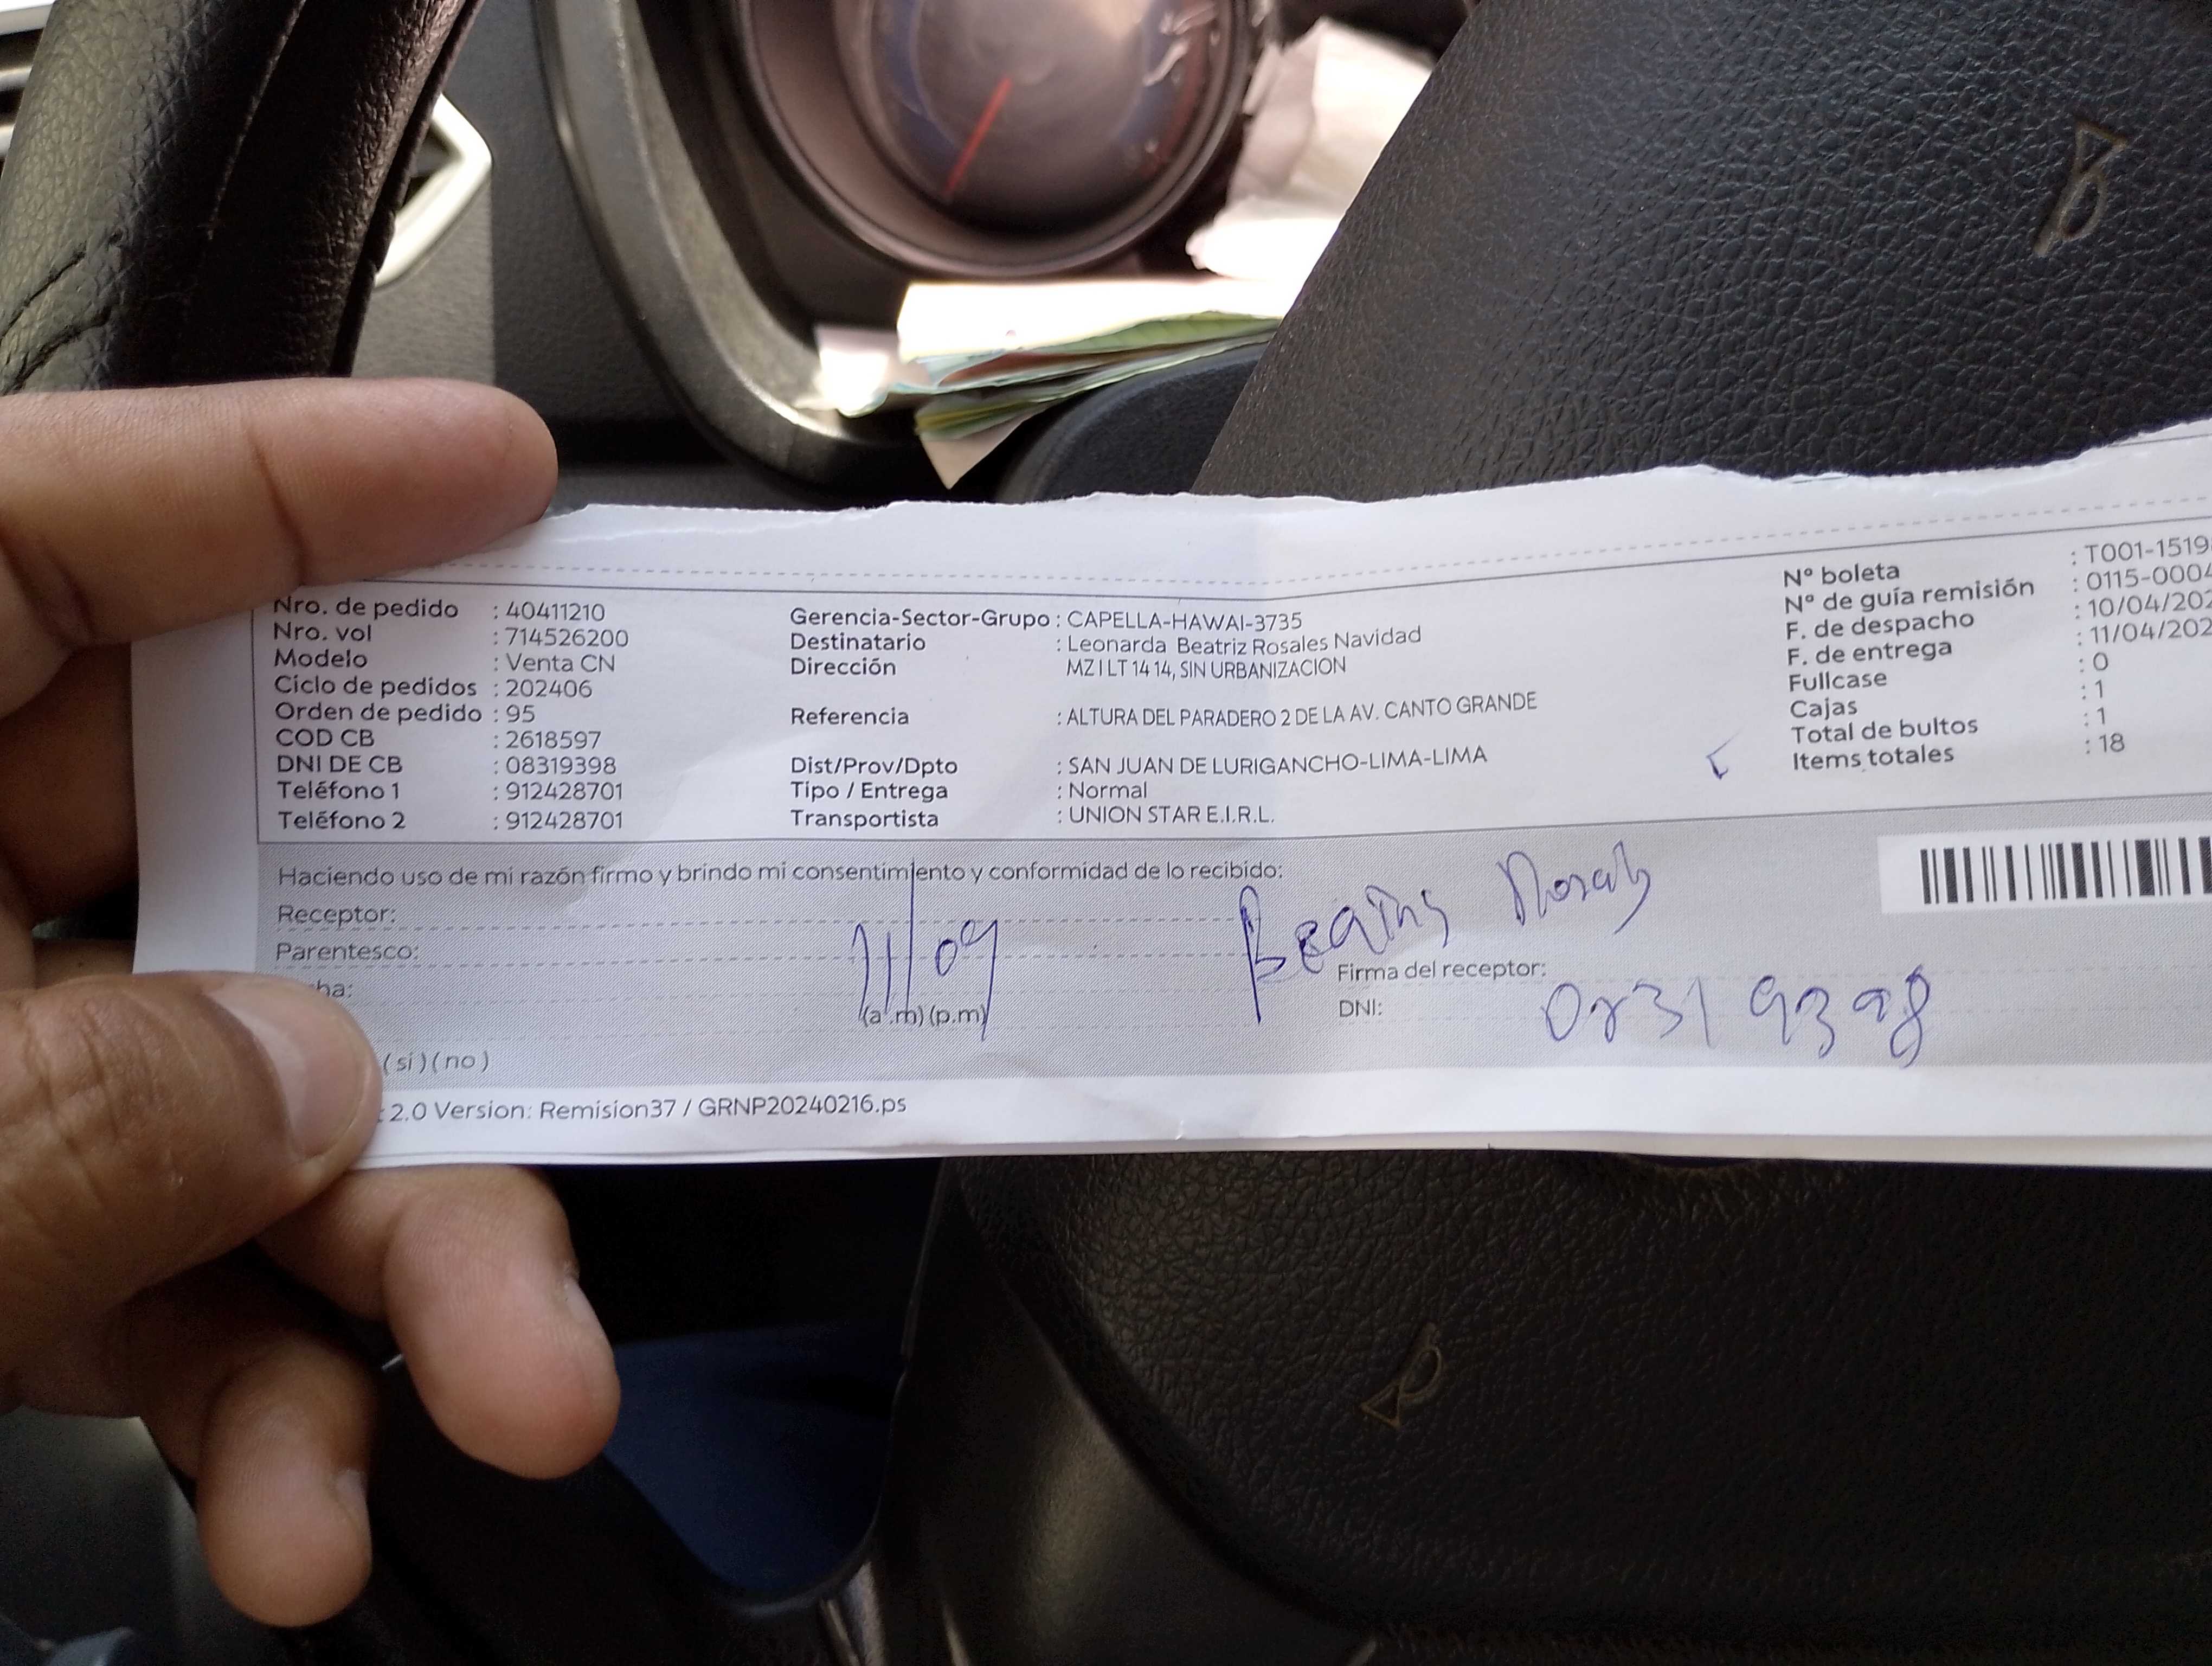 Nro. de pedido : 40411210
Nro. vol : 714526200
Modelo : Venta CN
Ciclo de pedidos : 202406
Orden de pedido : 95
COD CB : 2618597
DNI DE CB : 08319398
Teléfono 1 : 912428701
Teléfono 2 : 912428701
Gerencia-Sector-Grupo : CAPELLA-HAWAI-3735
Destinatario : Leonarda Beatriz Rosales Navidad
Dirección MZ I LT 14 14, SIN URBANIZACION
Referencia : ALTURA DEL PARADERO 2 DE LA AV. CANTO GRANDE
Dist/Prov/Dpto : SAN JUAN DE LURIGANCHO-LIMA-LIMA
Tipo / Entrega : Normal
Transportista : UNION STAR E.I.R.L.
Nº boleta : T001-1519
Nº de guía remisión : 0115-0004
F. de despacho : 10/04/202
F. de entrega : 11/04/202
Fullcase : 0
Cajas : 1
Total de bultos : 1
Items totales : 18
Haciendo uso de mi razón firmo y brindo mi consentimiento y conformidad de lo recibido:
Receptor:
Parentesco:
ha:
11/04
(a.m) (p.m)
Firma del receptor:
DNI: 08319398
(sí) (no)
2.0 Version: Remision37 / GRNP20240216.ps